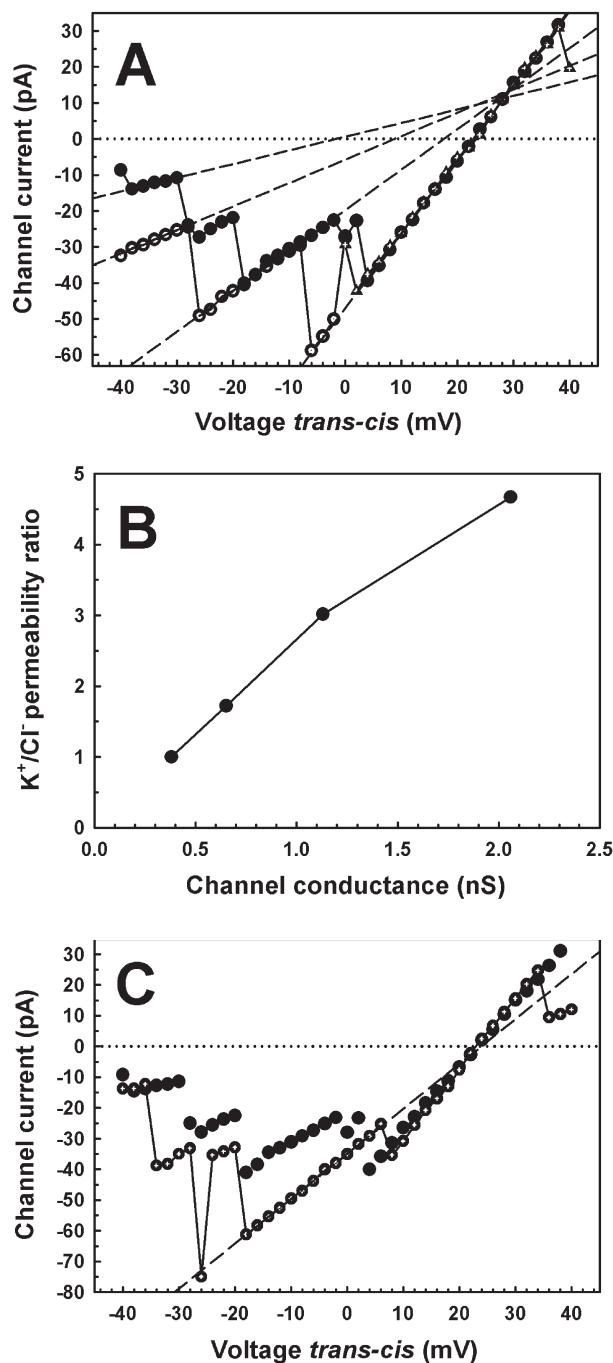 A
Channel current (pA)
30
20
10
0
-10
-20
-30
-40
-50
-60
-40 -30 -20 -10 0 10 20 30 40
Voltage trans-cis (mV)
B
K+/Cl- permeability ratio
5
4
3
2
1
0
0.0 0.5 1.0 1.5 2.0 2.5
Channel conductance (nS)
C
Channel current (pA)
30
20
10
0
-10
-20
-30
-40
-50
-60
-70
-80
-40 -30 -20 -10 0 10 20 30 40
Voltage trans-cis (mV)